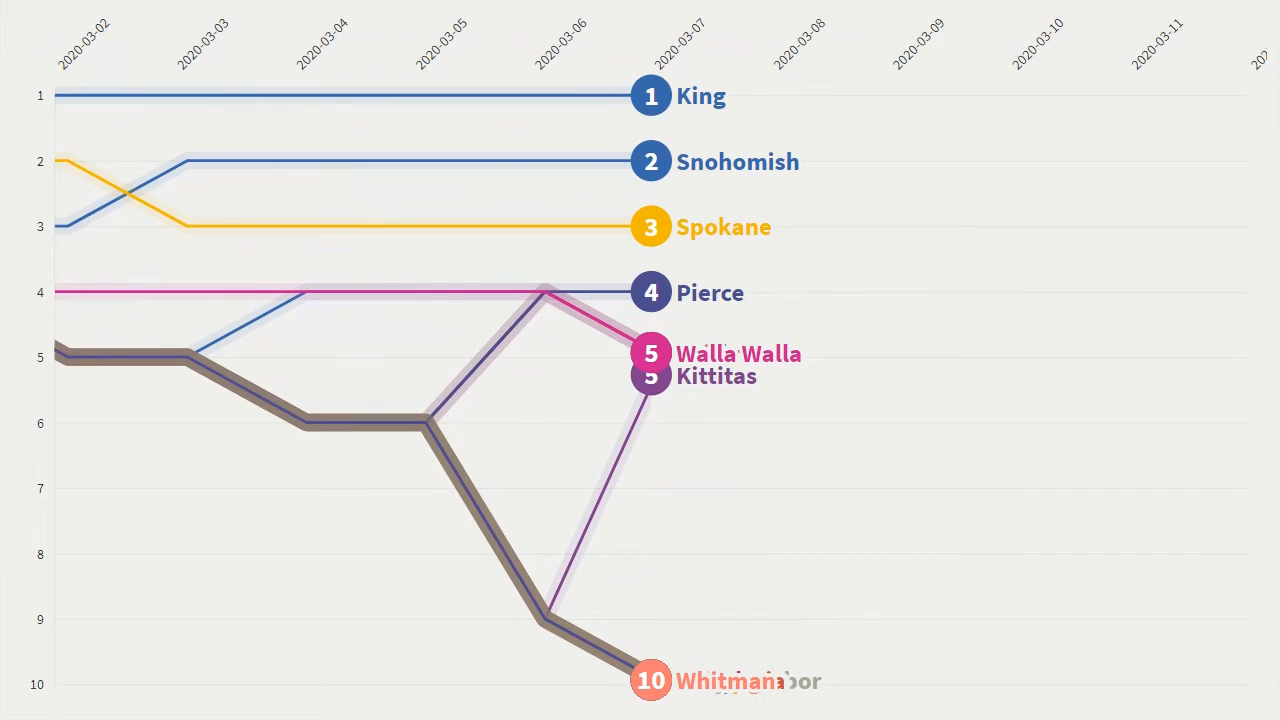 2020-03-02 2020-03-03 2020-03-04 2020-03-05 2020-03-06 2020-03-07 2020-03-08 2020-03-09 2020-03-10 2020-03-11
1 1 King
2 2 Snohomish
3 3 Spokane
4 4 Pierce
5 5 Walla Walla
5 Kittitas
6
7
8
9
10 10 Whitman